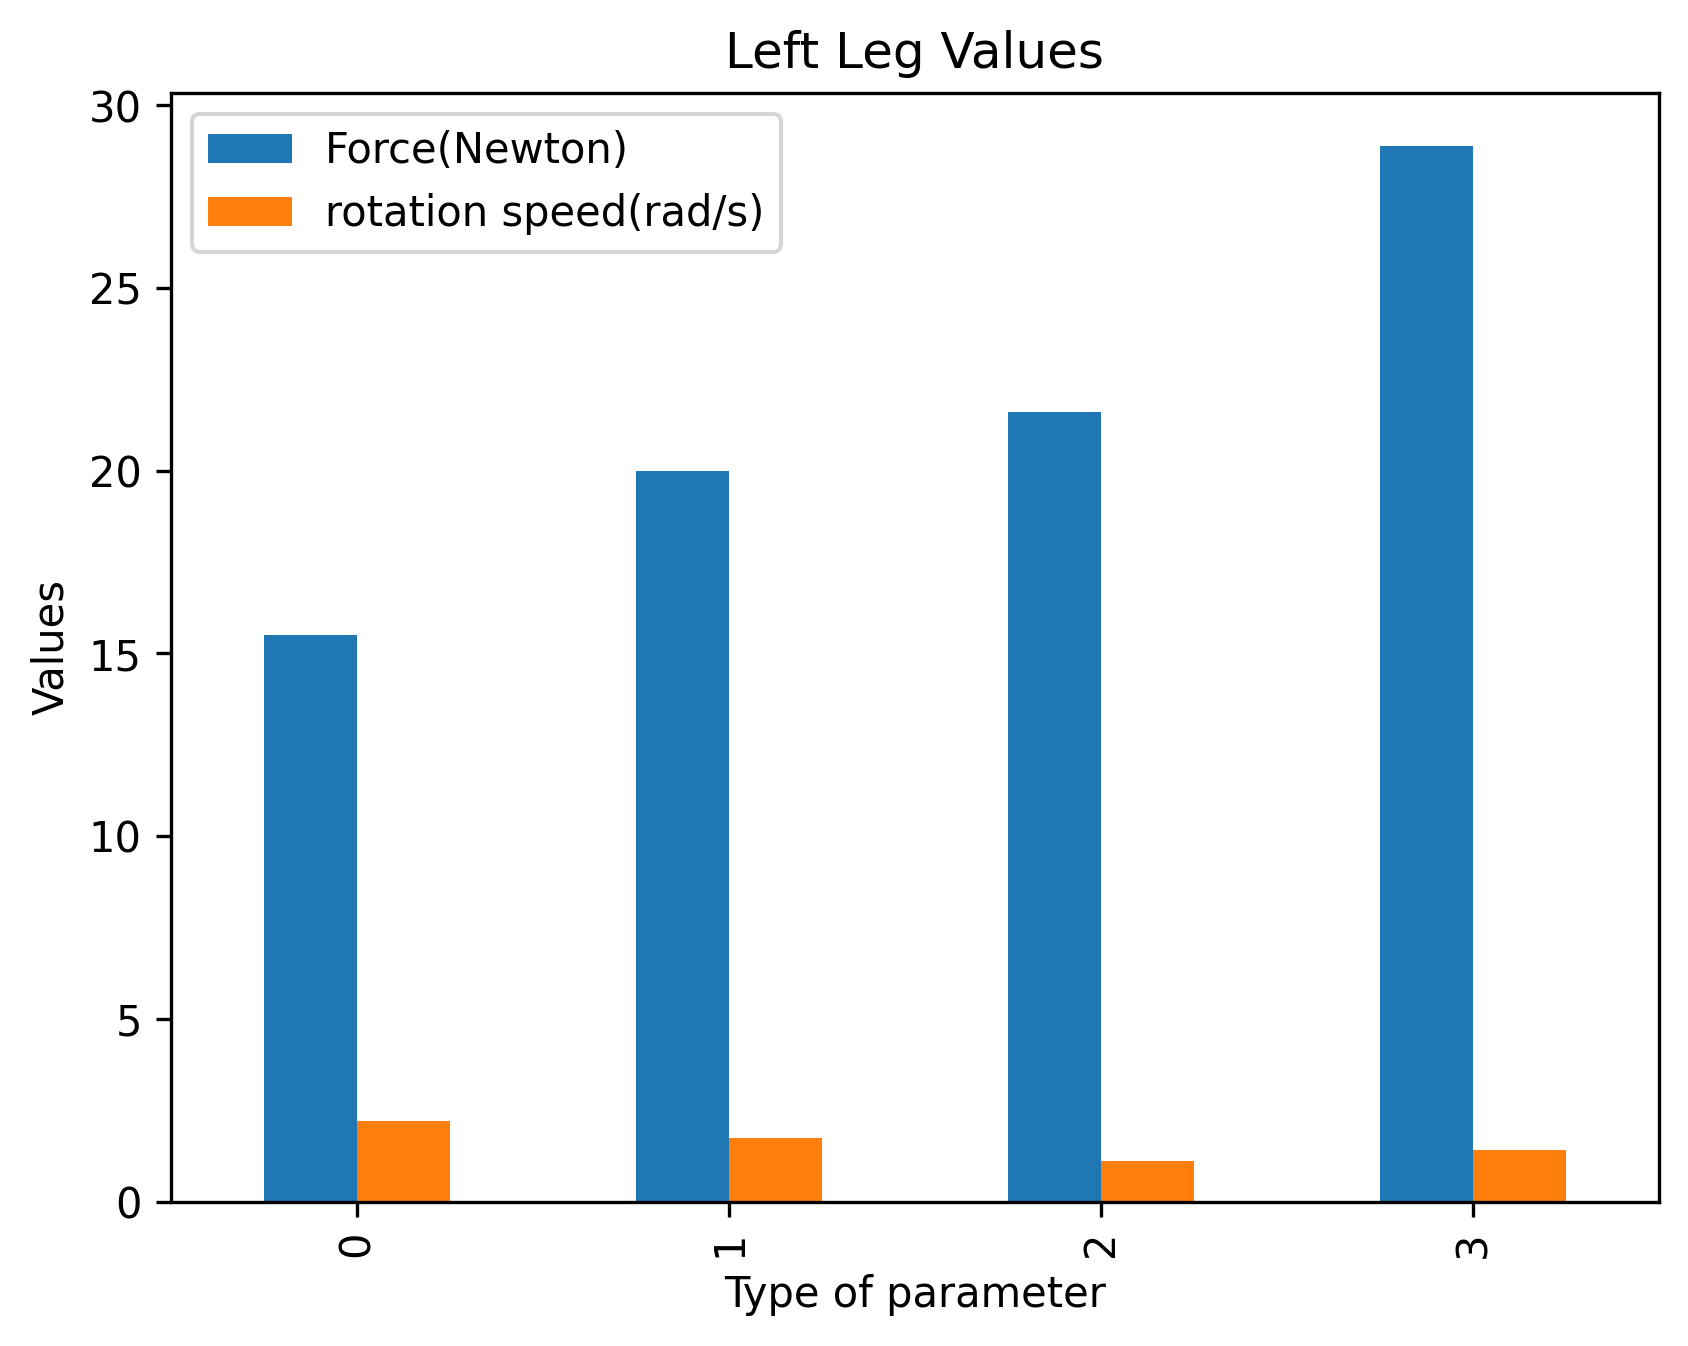 Left Leg Values
Force(Newton)
rotation speed(rad/s)
30
25
20
15
10
5
0
Values
0 1 2 3
Type of parameter